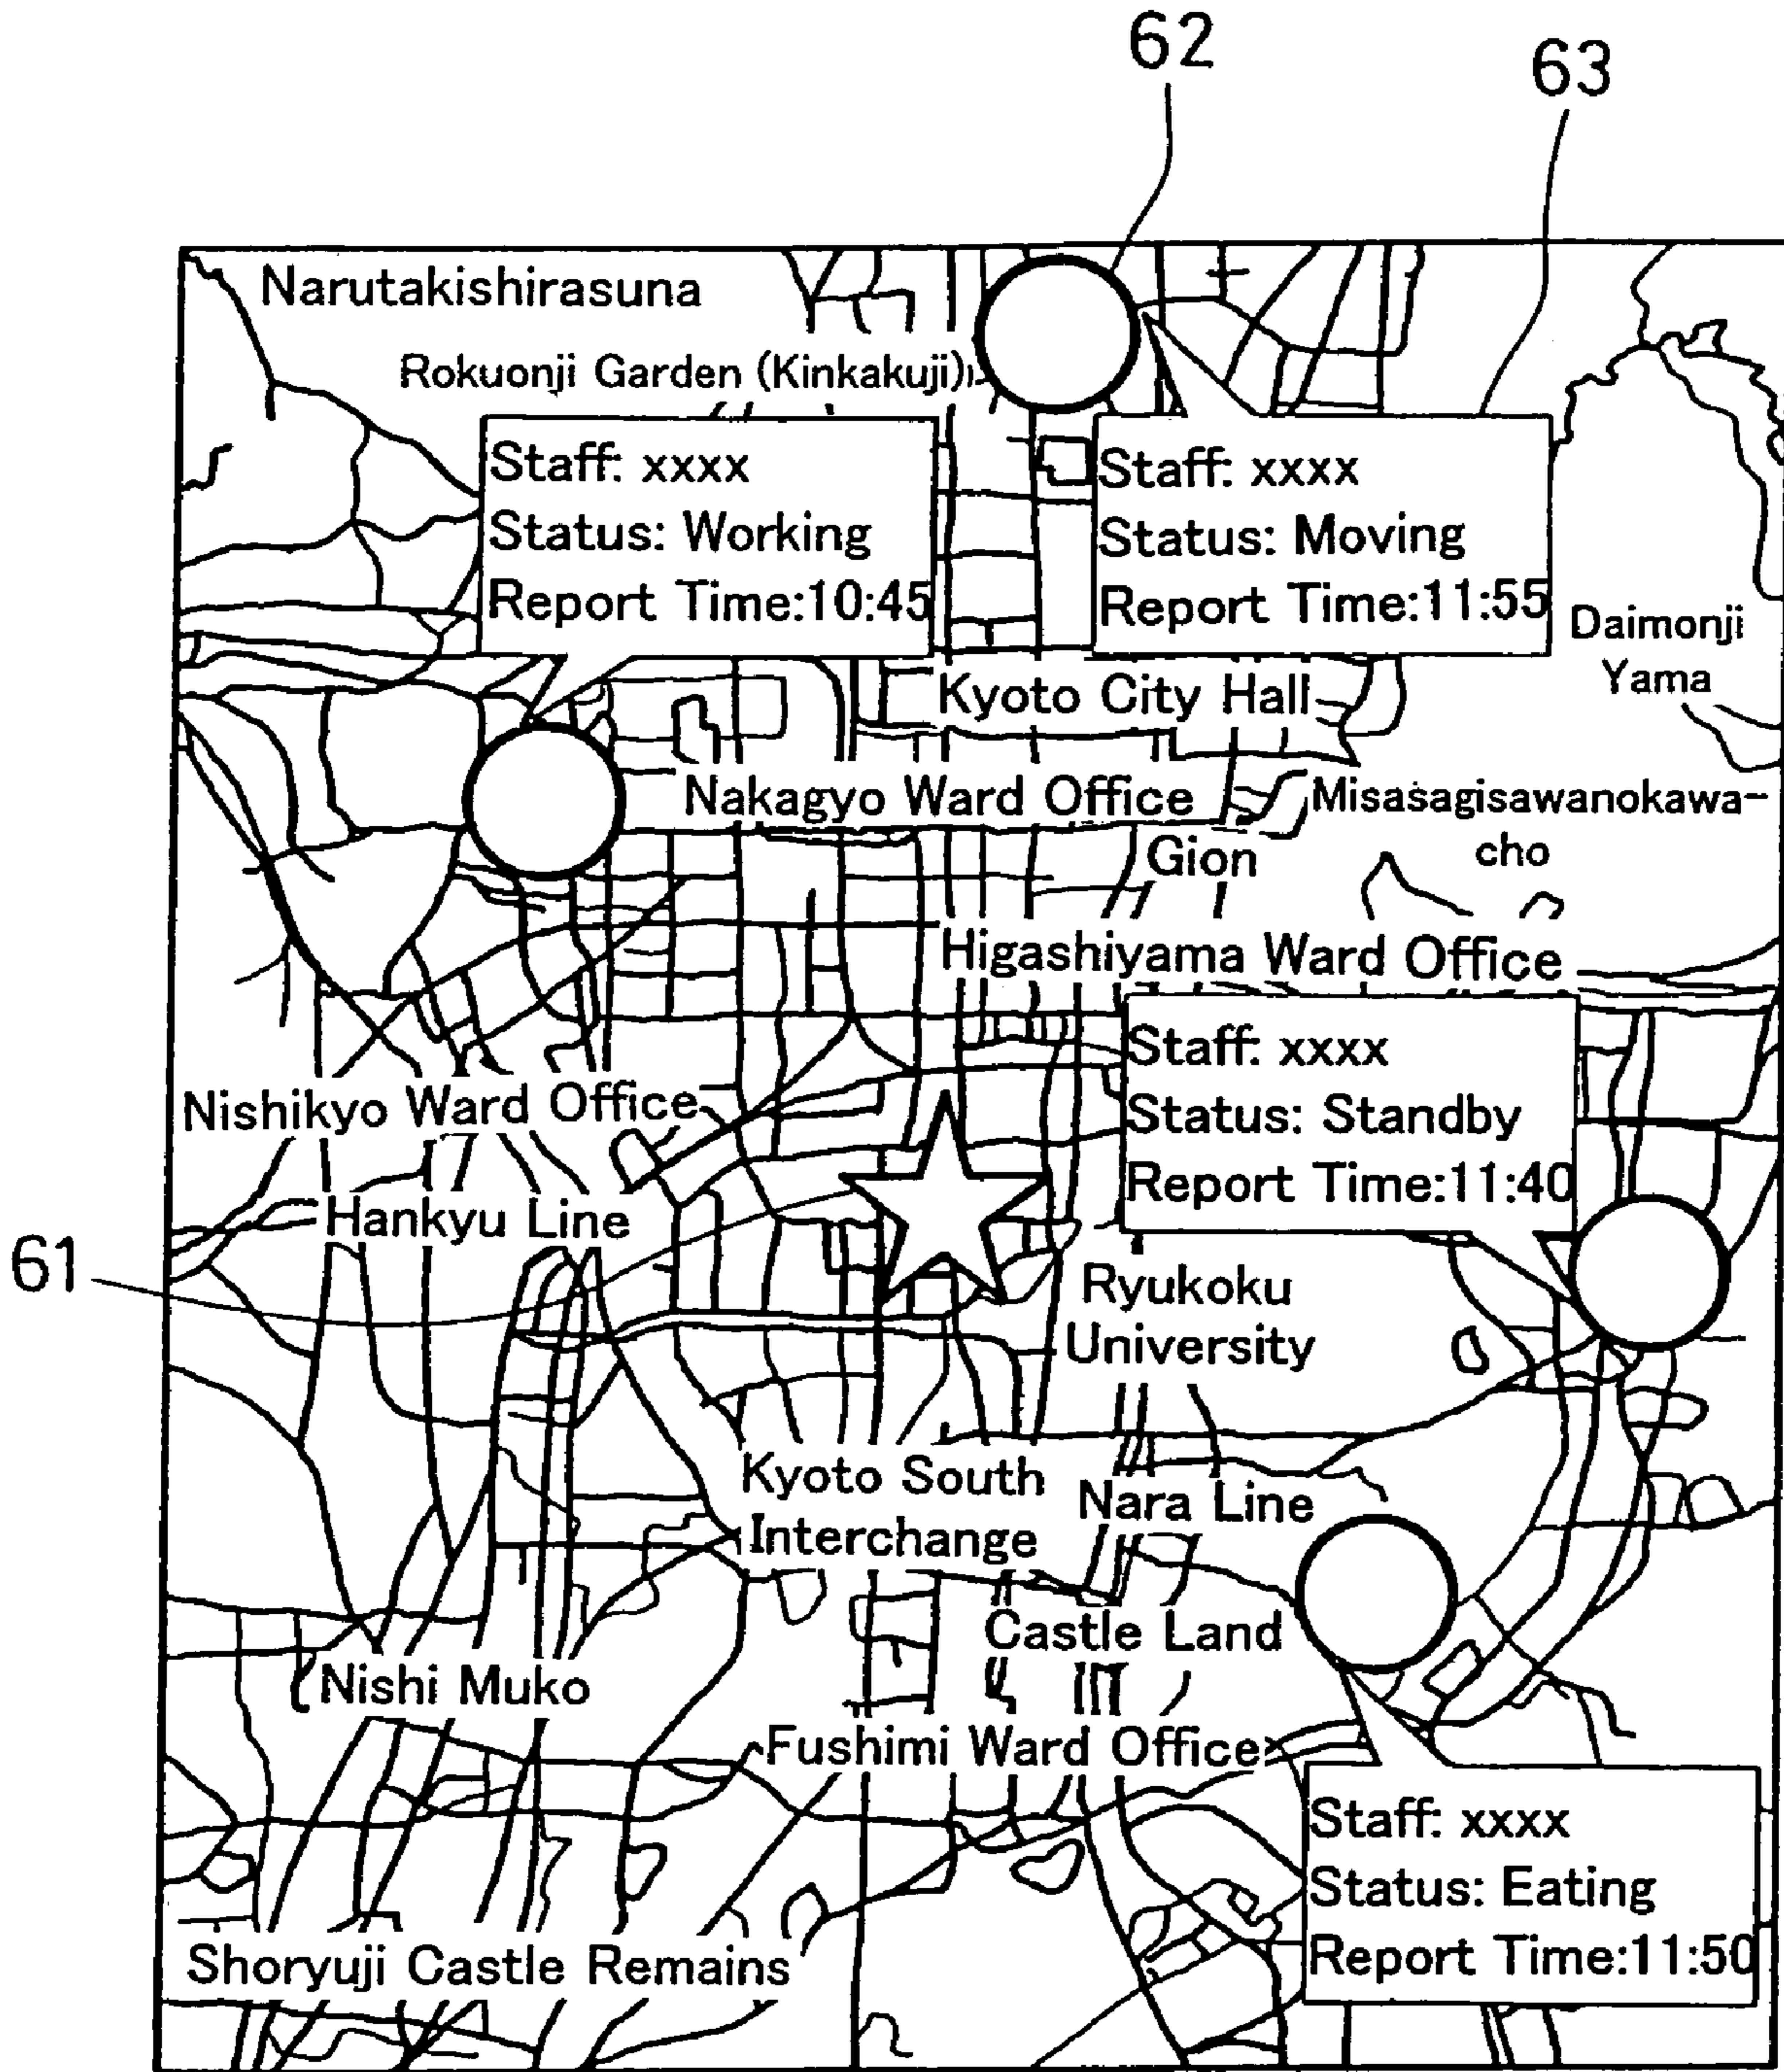 62
63
Narutakishirasuna
Rokuonji Garden (Kinkakuji)
Staff: xxxx
Status: Working
Report Time:10:45
Staff: xxxx
Status: Moving
Report Time:11:55
Daimonji
Yama
Kyoto City Hall
Nakagyo Ward Office
Misasagisawanokawa-
cho
Gion
Higashiyama Ward Office
Staff: xxxx
Status: Standby
Report Time:11:40
Nishikyo Ward Office
Hankyu Line
61
Ryukoku
University
Kyoto South
Interchange
Nara Line
Castle Land
Nishi Muko
Fushimi Ward Office
Staff: xxxx
Status: Eating
Report Time:11:50
Shoryuji Castle Remains